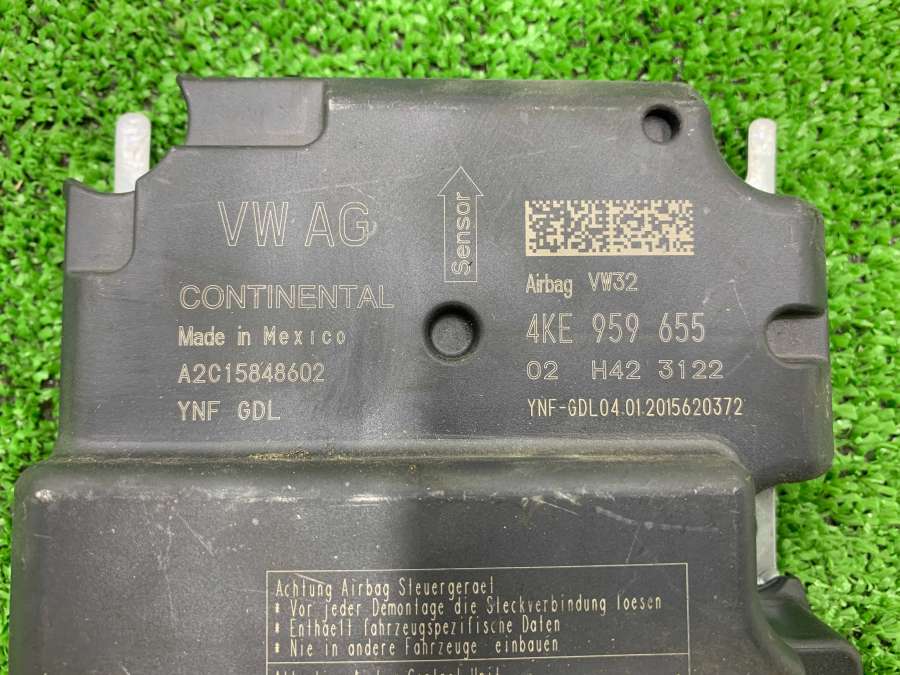 VW AG
Sensor
CONTINENTAL
Made in Mexico
A2C15848602
YNF GDL
Airbag VW32
4KE 959 655
02 H42 3122
YNF-GDL04.01.2015620372
Achtung Airbag Steuergeraet
* Vor jeder Demontage die Steckverbindung loesen
* Enthaelt fahrzeugspezifische Daten
* Nie in andere Fahrzeuge einbauen